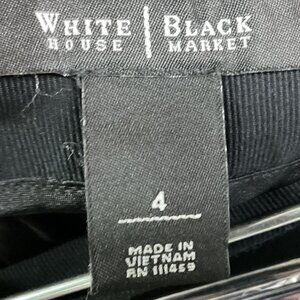 WHITE | BLACK
HOUSE | MARKET
4
MADE IN
VIETNAM
RN 111459